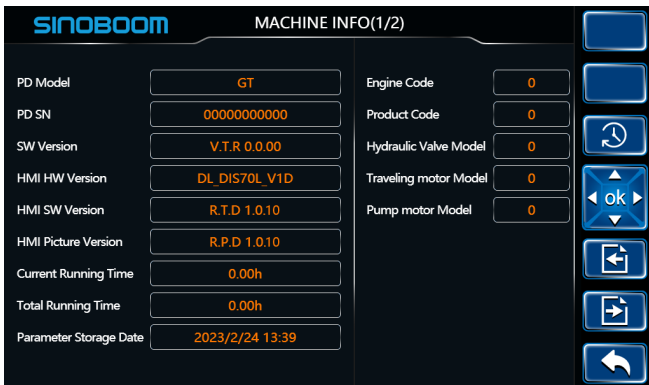 SINOBOOM
MACHINE INFO(1/2)
PD Model GT
PD SN 00000000000
SW Version V.T.R 0.0.00
HMI HW Version DL_DIS70L_V1D
HMI SW Version R.T.D 1.0.10
HMI Picture Version R.P.D 1.0.10
Current Running Time 0.00h
Total Running Time 0.00h
Parameter Storage Date 2023/2/24 13:39
Engine Code 0
Product Code 0
Hydraulic Valve Model 0
Traveling motor Model 0
Pump motor Model 0
ok